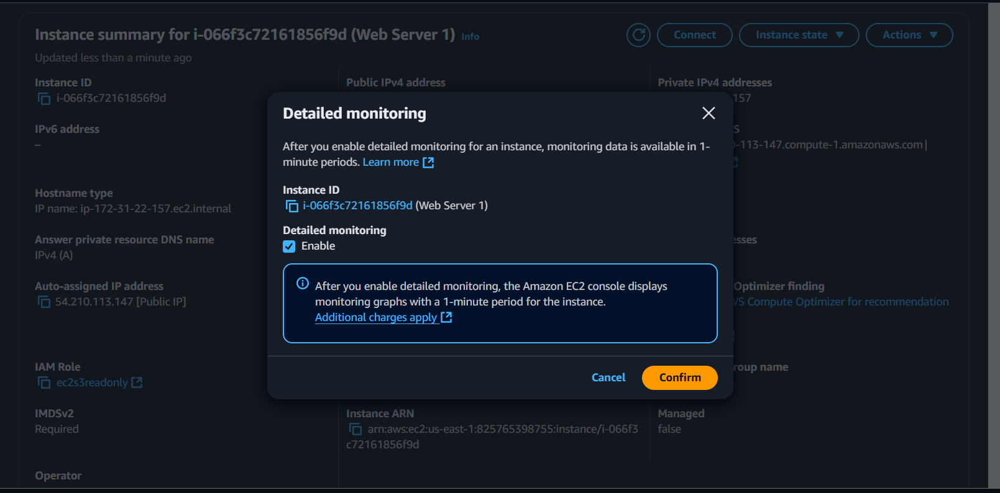 Instance summary for i-066f3c72161856f9d (Web Server 1) Info
Connect
Instance state
Actions
Updated less than a minute ago
Instance ID
i-066f3c72161856f9d
Public IPv4 address
Private IPv4 addresses
157
IPv6 address
–
S
-113-147.compute-1.amazonaws.com |
Hostname type
IP name: ip-172-31-22-157.ec2.internal
Answer private resource DNS name
IPv4 (A)
esses
Auto-assigned IP address
54.210.113.147 [Public IP]
Optimizer finding
WS Compute Optimizer for recommendation
IAM Role
ec2s3readonly
roup name
IMDSv2
Required
Instance ARN
arn:aws:ec2:us-east-1:825765398755:instance/i-066f3
c72161856f9d
Managed
false
Operator
Detailed monitoring
After you enable detailed monitoring for an instance, monitoring data is available in 1-
minute periods. Learn more
Instance ID
i-066f3c72161856f9d (Web Server 1)
Detailed monitoring
Enable
After you enable detailed monitoring, the Amazon EC2 console displays
monitoring graphs with a 1-minute period for the instance.
Additional charges apply
Cancel
Confirm